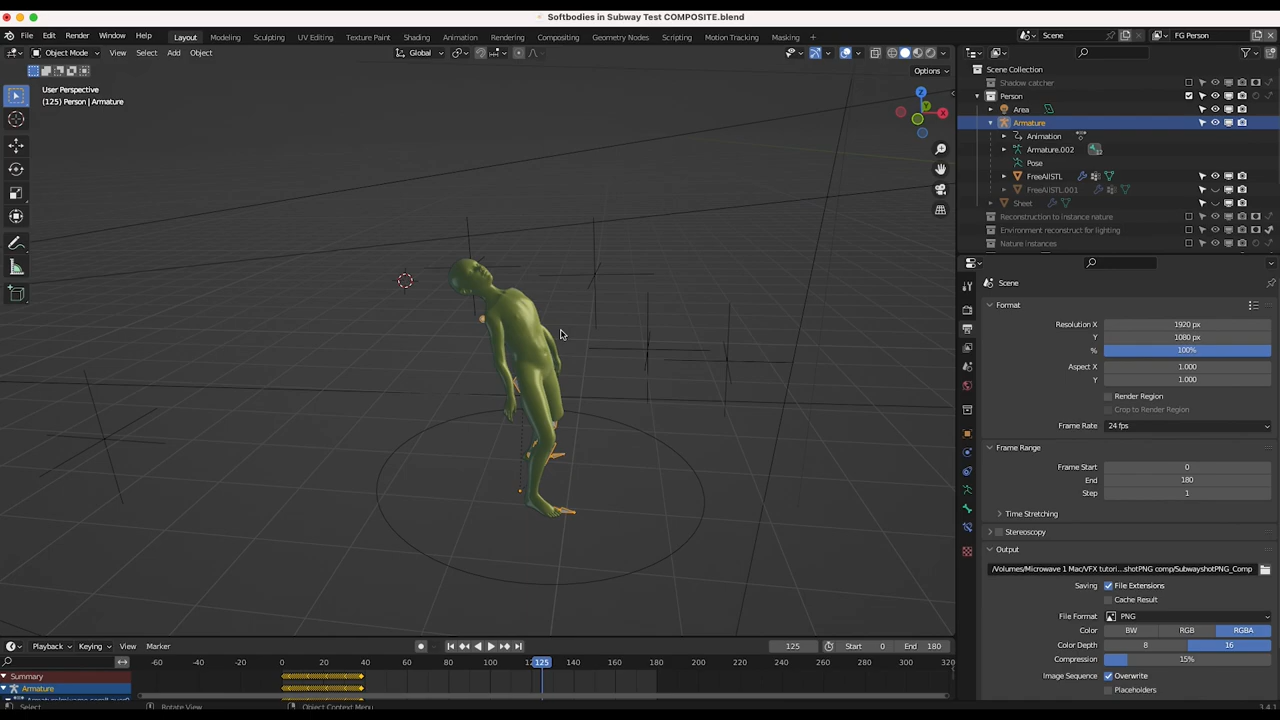 Softbodies in Subway Test COMPOSITE.blend
File Edit Render Window Help Layout Modeling Sculpting UV Editing Texture Paint Shading Animation Rendering Compositing Geometry Nodes Scripting Motion Tracking Masking + Scene FG Person
Object Mode View Select Add Object Global
Options
User Perspective
(125) Person | Armature
Z
Y
X
Scene Collection
Shadow catcher
Person
Area
Armature
Animation
Armature.002
Pose
FreeAllSTL
FreeAllSTL.001
Sheet
Reconstruction to instance nature
Environment reconstruct for lighting
Nature instances
Scene
Format
Resolution X 1920 px
Y 1080 px
% 100%
Aspect X 1.000
Y 1.000
Render Region
Crop to Render Region
Frame Rate 24 fps
Frame Range
Frame Start 0
End 180
Step 1
Time Stretching
Stereoscopy
Output
/Volumes/Microwave 1 Mac/VFX tutori...shotPNG comp/SubwayshotPNG_Comp
Saving File Extensions
Cache Result
File Format PNG
Color BW RGB RGBA
Color Depth 8 16
Compression 15%
Image Sequence Overwrite
Placeholders
Playback Keying View Marker 125 Start 0 End 180
-60 -40 -20 0 20 40 60 80 100 125 140 160 180 200 220 240 260 280 300 320
Summary
Armature
Select Rotate View Object Context Menu 3.4.1